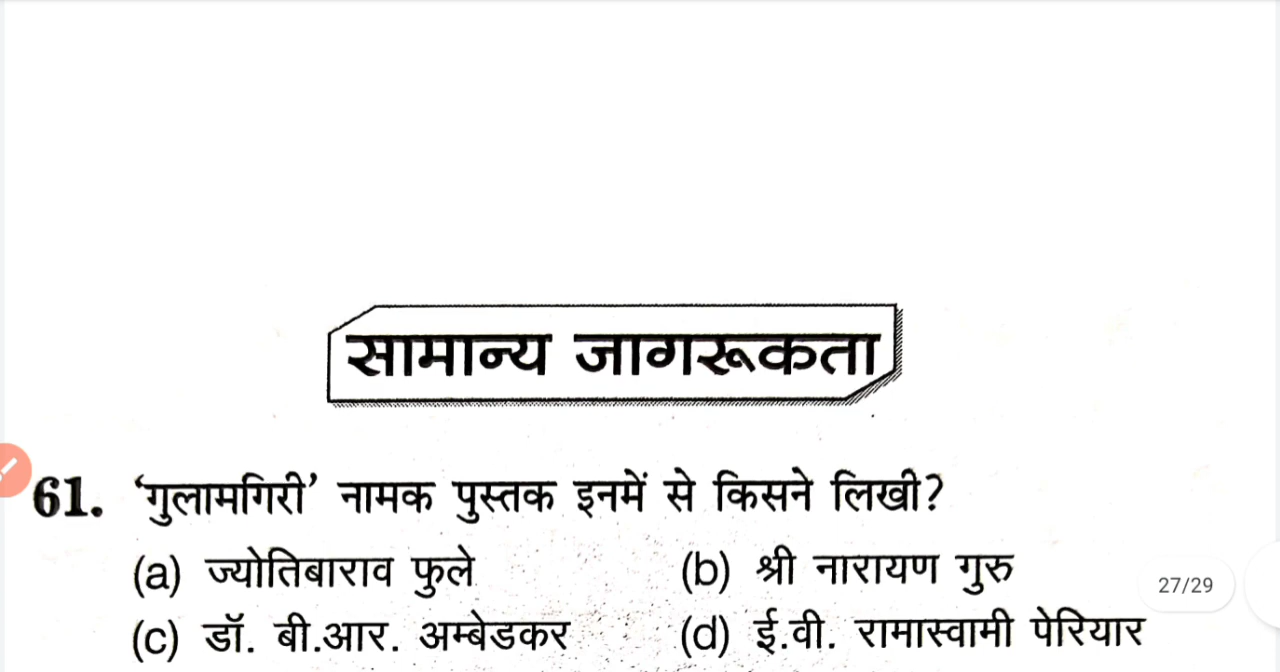 सामान्य जागरूकता
61. ‘गुलामगिरी’ नामक पुस्तक इनमें से किसने लिखी?
(a) ज्योतिबाराव फुले (b) श्री नारायण गुरु
27/29
(c) डॉ. बी.आर. अम्बेडकर (d) ई.वी. रामास्वामी पेरियार